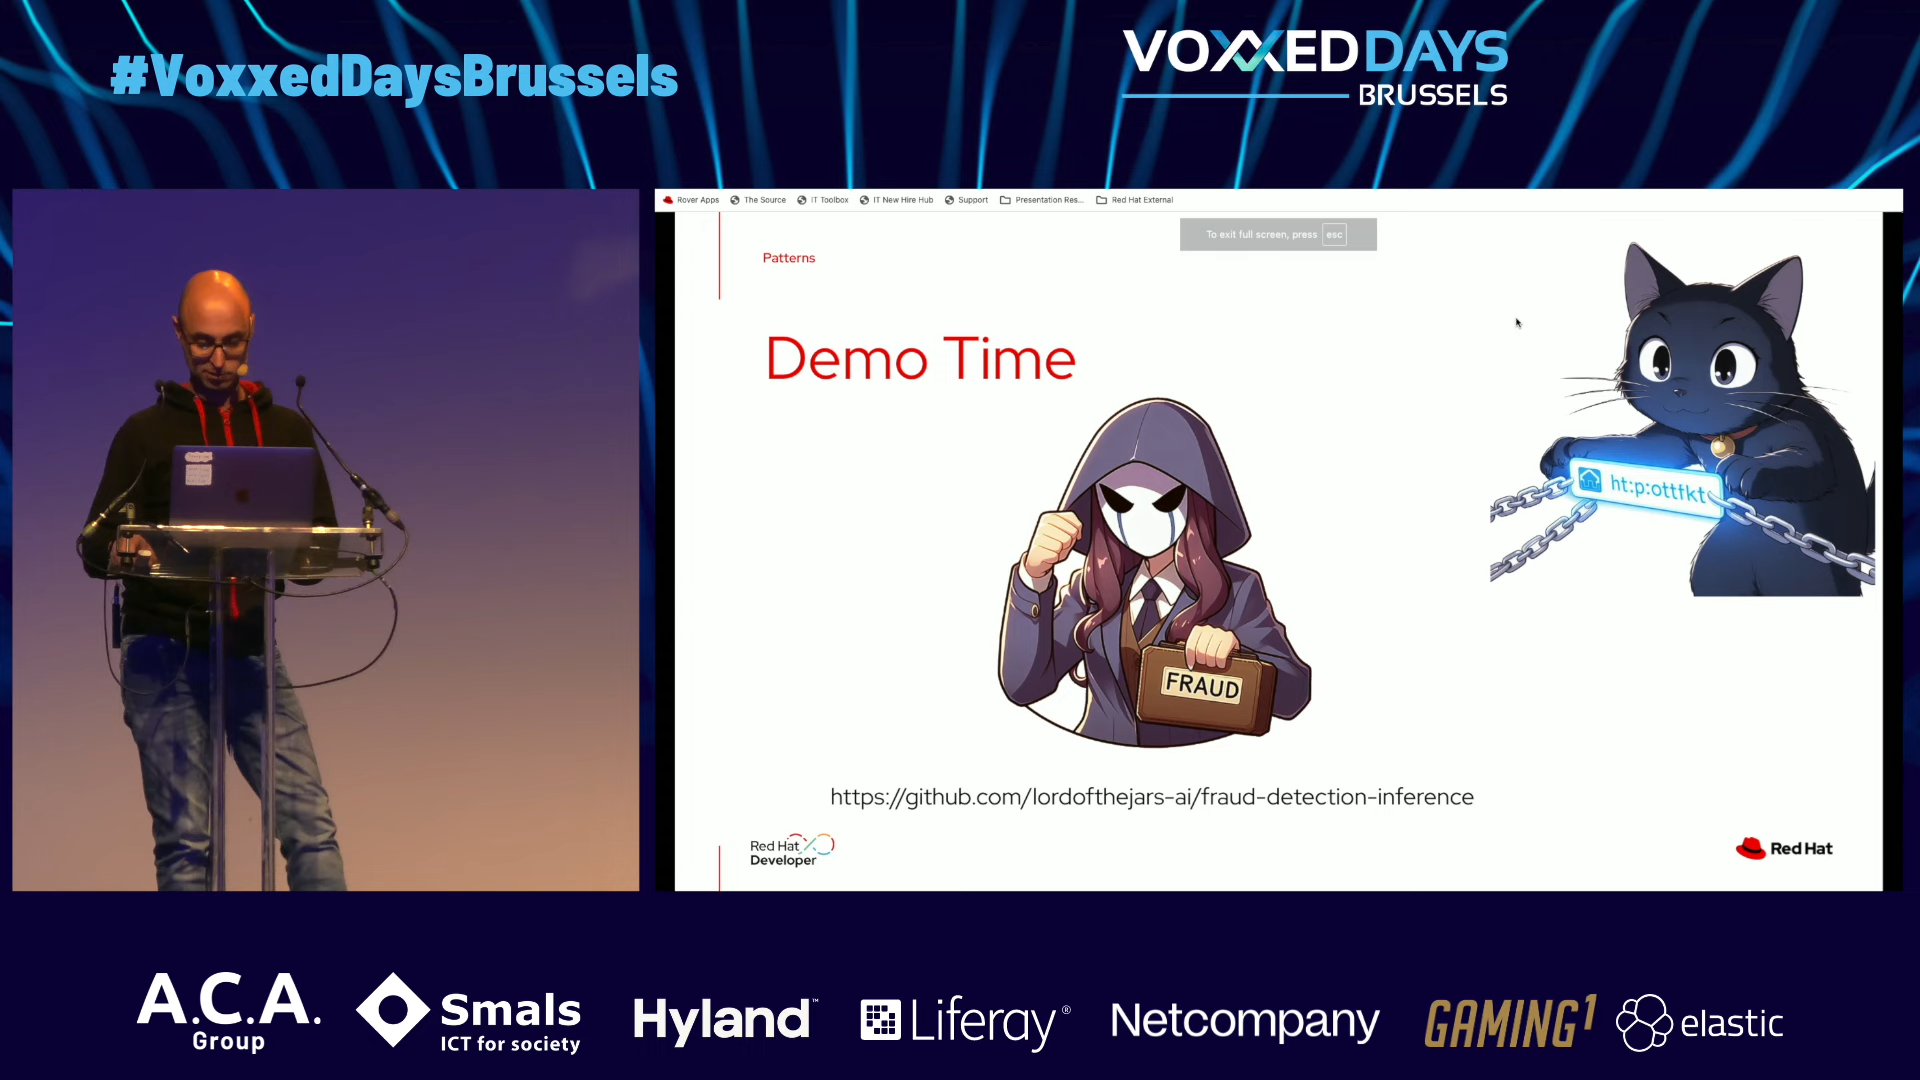 #VoxxedDaysBrussels
VOXXEDDAYS
BRUSSELS
Rover Apps The Source IT Toolbox IT New Hire Hub Support Presentation Res... Red Hat External
To exit full screen, press esc
Patterns
Demo Time
ht:p:ottfkt
FRAUD
https://github.com/lordofthejars-ai/fraud-detection-inference
Red Hat
Developer
Red Hat
A.C.A.
Group
Smals
ICT for society
Hyland™
Liferay®
Netcompany
GAMING1
elastic